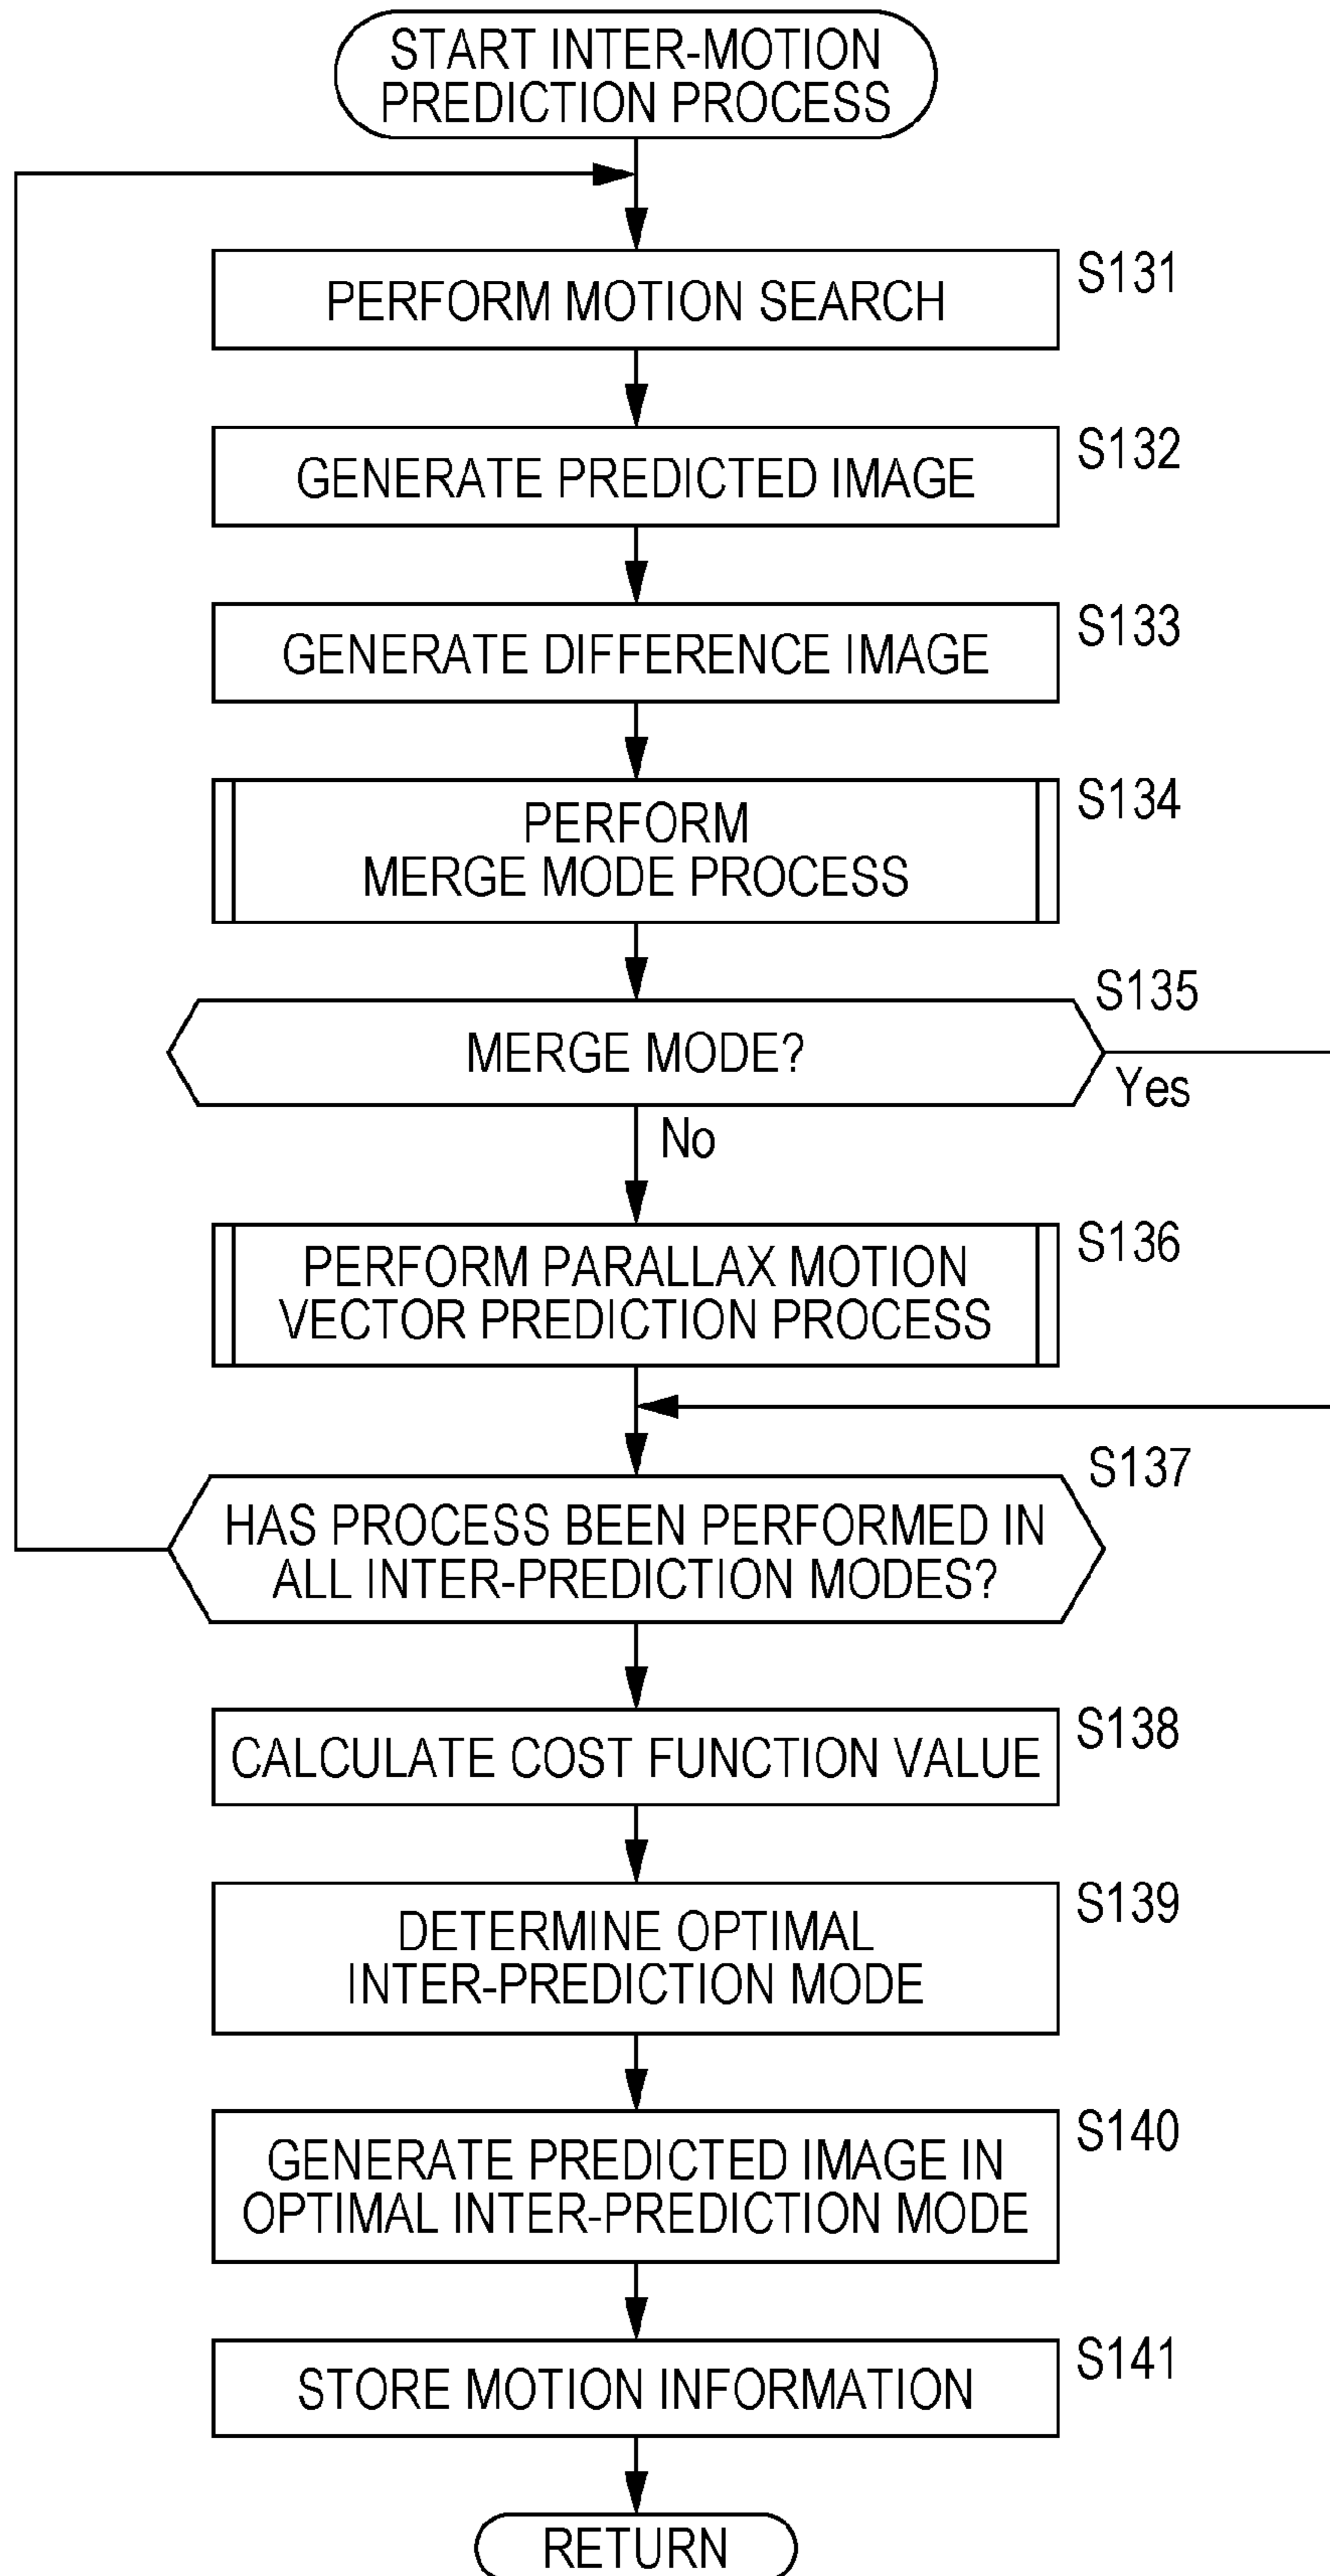 START INTER-MOTION
PREDICTION PROCESS
S131
PERFORM MOTION SEARCH
S132
GENERATE PREDICTED IMAGE
S133
GENERATE DIFFERENCE IMAGE
S134
PERFORM
MERGE MODE PROCESS
S135
MERGE MODE?
Yes
No
S136
PERFORM PARALLAX MOTION
VECTOR PREDICTION PROCESS
S137
HAS PROCESS BEEN PERFORMED IN
ALL INTER-PREDICTION MODES?
S138
CALCULATE COST FUNCTION VALUE
S139
DETERMINE OPTIMAL
INTER-PREDICTION MODE
S140
GENERATE PREDICTED IMAGE IN
OPTIMAL INTER-PREDICTION MODE
S141
STORE MOTION INFORMATION
RETURN